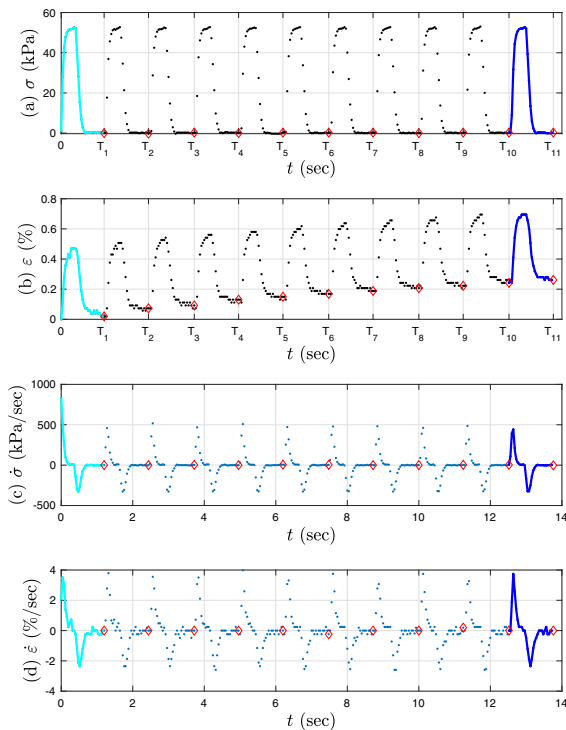 60
40
20
0
(a) σ (kPa)
0 T1 T2 T3 T4 T5 T6 T7 T8 T9 T10 T11
t (sec)
0.8
0.6
0.4
0.2
0
(b) ε (%)
0 T1 T2 T3 T4 T5 T6 T7 T8 T9 T10 T11
t (sec)
1000
500
0
-500
(c) σ̇ (kPa/sec)
0 2 4 6 8 10 12 14
t (sec)
4
2
0
-2
-4
(d) ε̇ (%/sec)
0 2 4 6 8 10 12 14
t (sec)